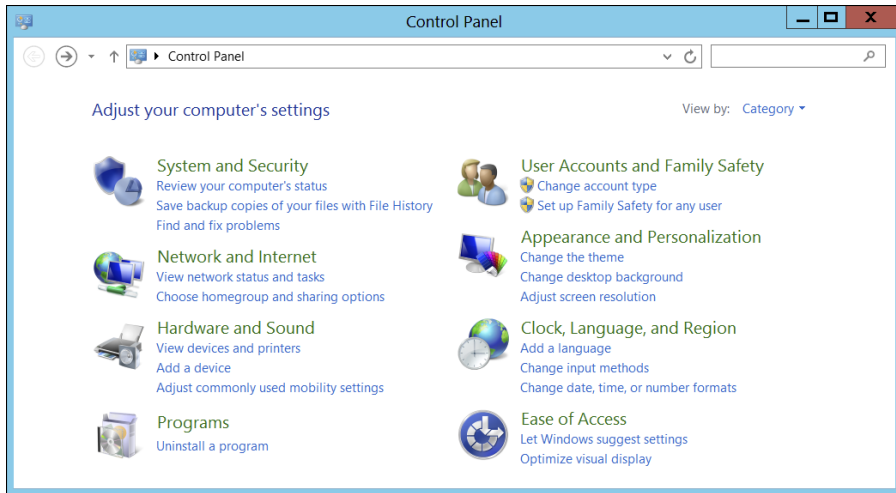 Control Panel
Control Panel
Adjust your computer's settings
View by: Category
System and Security
Review your computer's status
Save backup copies of your files with File History
Find and fix problems
Network and Internet
View network status and tasks
Choose homegroup and sharing options
Hardware and Sound
View devices and printers
Add a device
Adjust commonly used mobility settings
Programs
Uninstall a program
User Accounts and Family Safety
Change account type
Set up Family Safety for any user
Appearance and Personalization
Change the theme
Change desktop background
Adjust screen resolution
Clock, Language, and Region
Add a language
Change input methods
Change date, time, or number formats
Ease of Access
Let Windows suggest settings
Optimize visual display